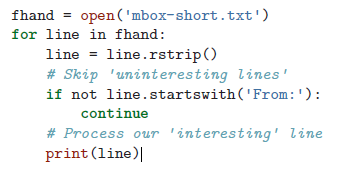 fhand = open('mbox-short.txt')
for line in fhand:
    line = line.rstrip()
    # Skip 'uninteresting lines'
    if not line.startswith('From:'):
        continue
    # Process our 'interesting' line
    print(line)